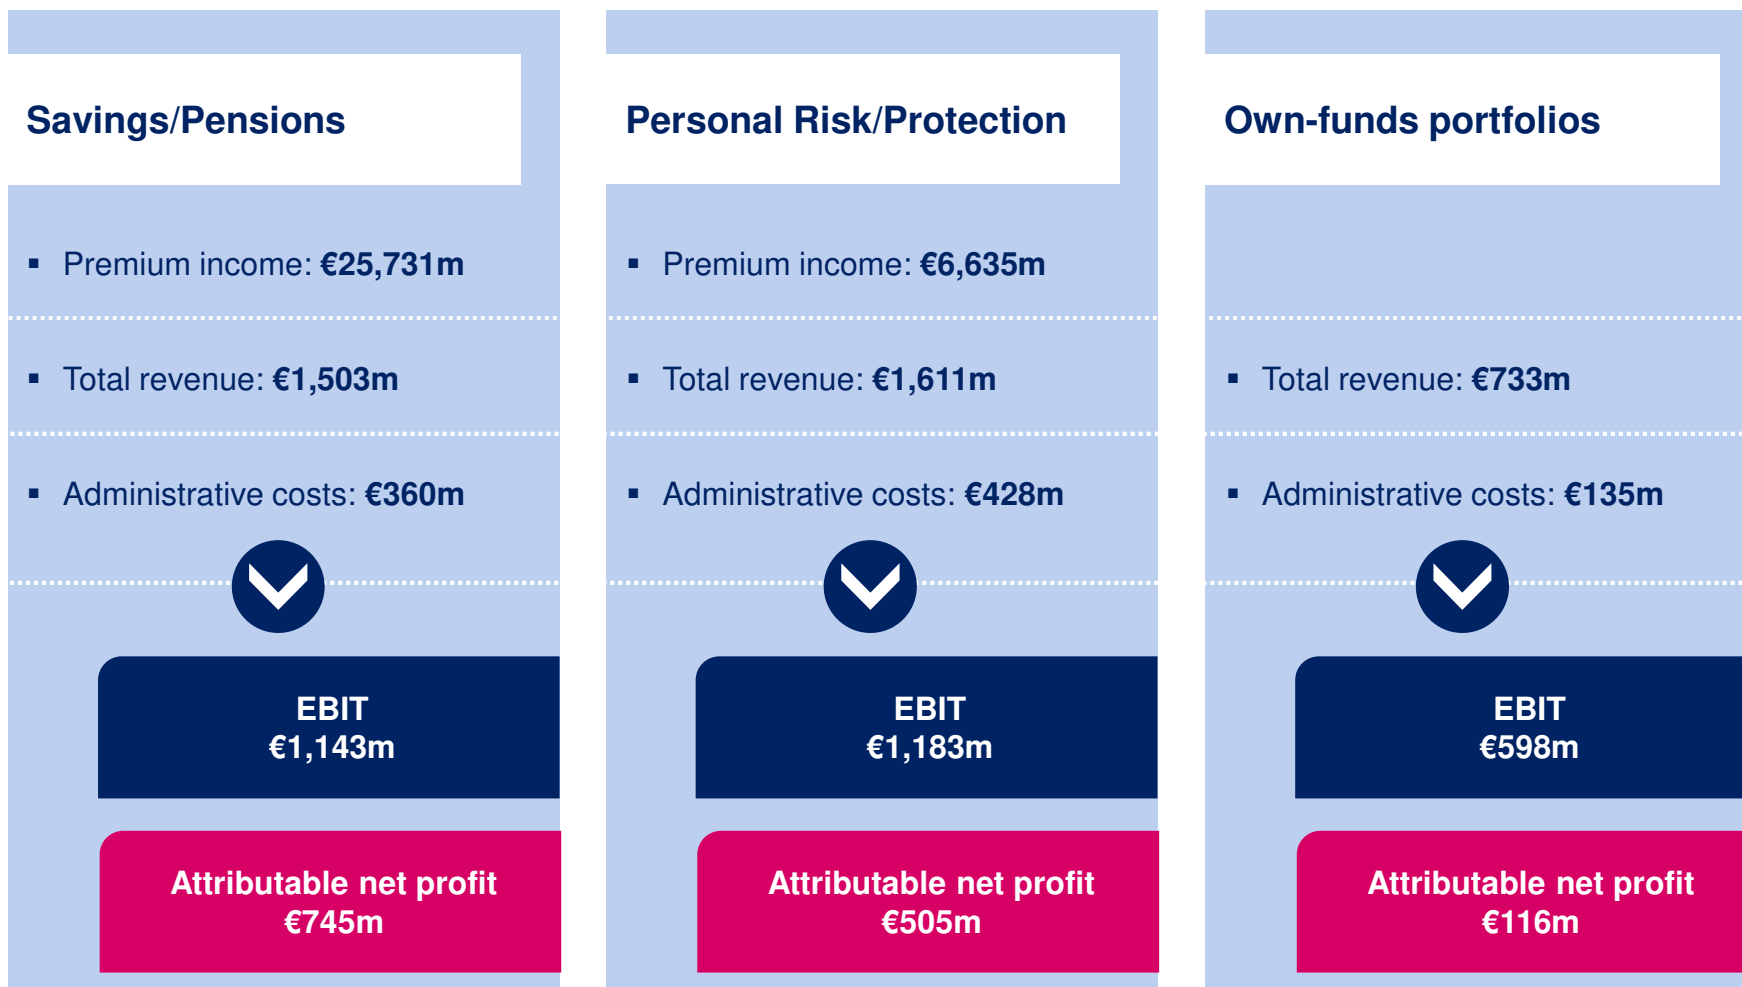 Savings/Pensions
▪ Premium income: €25,731m
▪ Total revenue: €1,503m
▪ Administrative costs: €360m
EBIT
€1,143m
Attributable net profit
€745m
Personal Risk/Protection
▪ Premium income: €6,635m
▪ Total revenue: €1,611m
▪ Administrative costs: €428m
EBIT
€1,183m
Attributable net profit
€505m
Own-funds portfolios
▪ Total revenue: €733m
▪ Administrative costs: €135m
EBIT
€598m
Attributable net profit
€116m